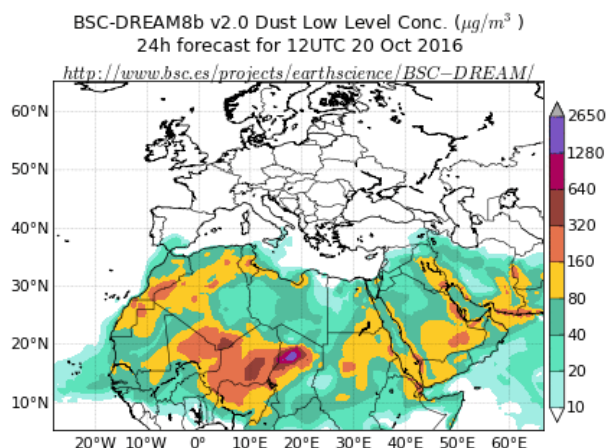 BSC-DREAM8b v2.0 Dust Low Level Conc. (μg/m³ )
24h forecast for 12UTC 20 Oct 2016
http://www.bsc.es/projects/earthscience/BSC−DREAM/
60°N
50°N
40°N
30°N
20°N
10°N
20°W 10°W 0° 10°E 20°E 30°E 40°E 50°E 60°E
2650
1280
640
320
160
80
40
20
10